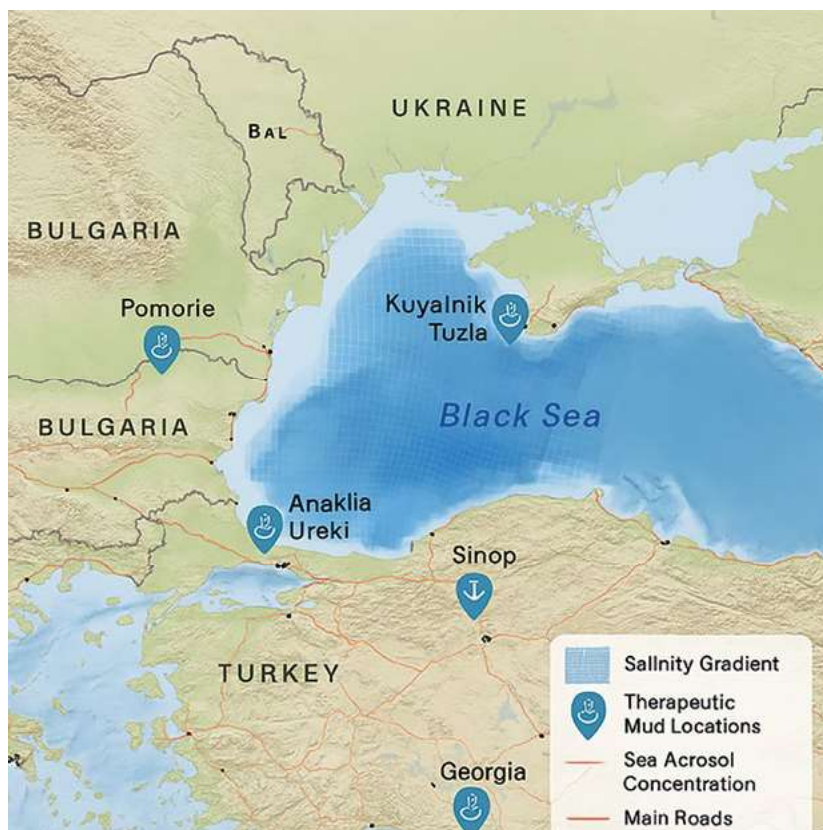 UKRAINE
BAL
BULGARIA
Pomorie
Kuyalnik
Tuzla
Black Sea
BULGARIA
Anaklia
Ureki
Sinop
TURKEY
Georgia
Sallnity Gradient
Therapeutic
Mud Locations
Sea Acrosol
Concentration
Main Roads